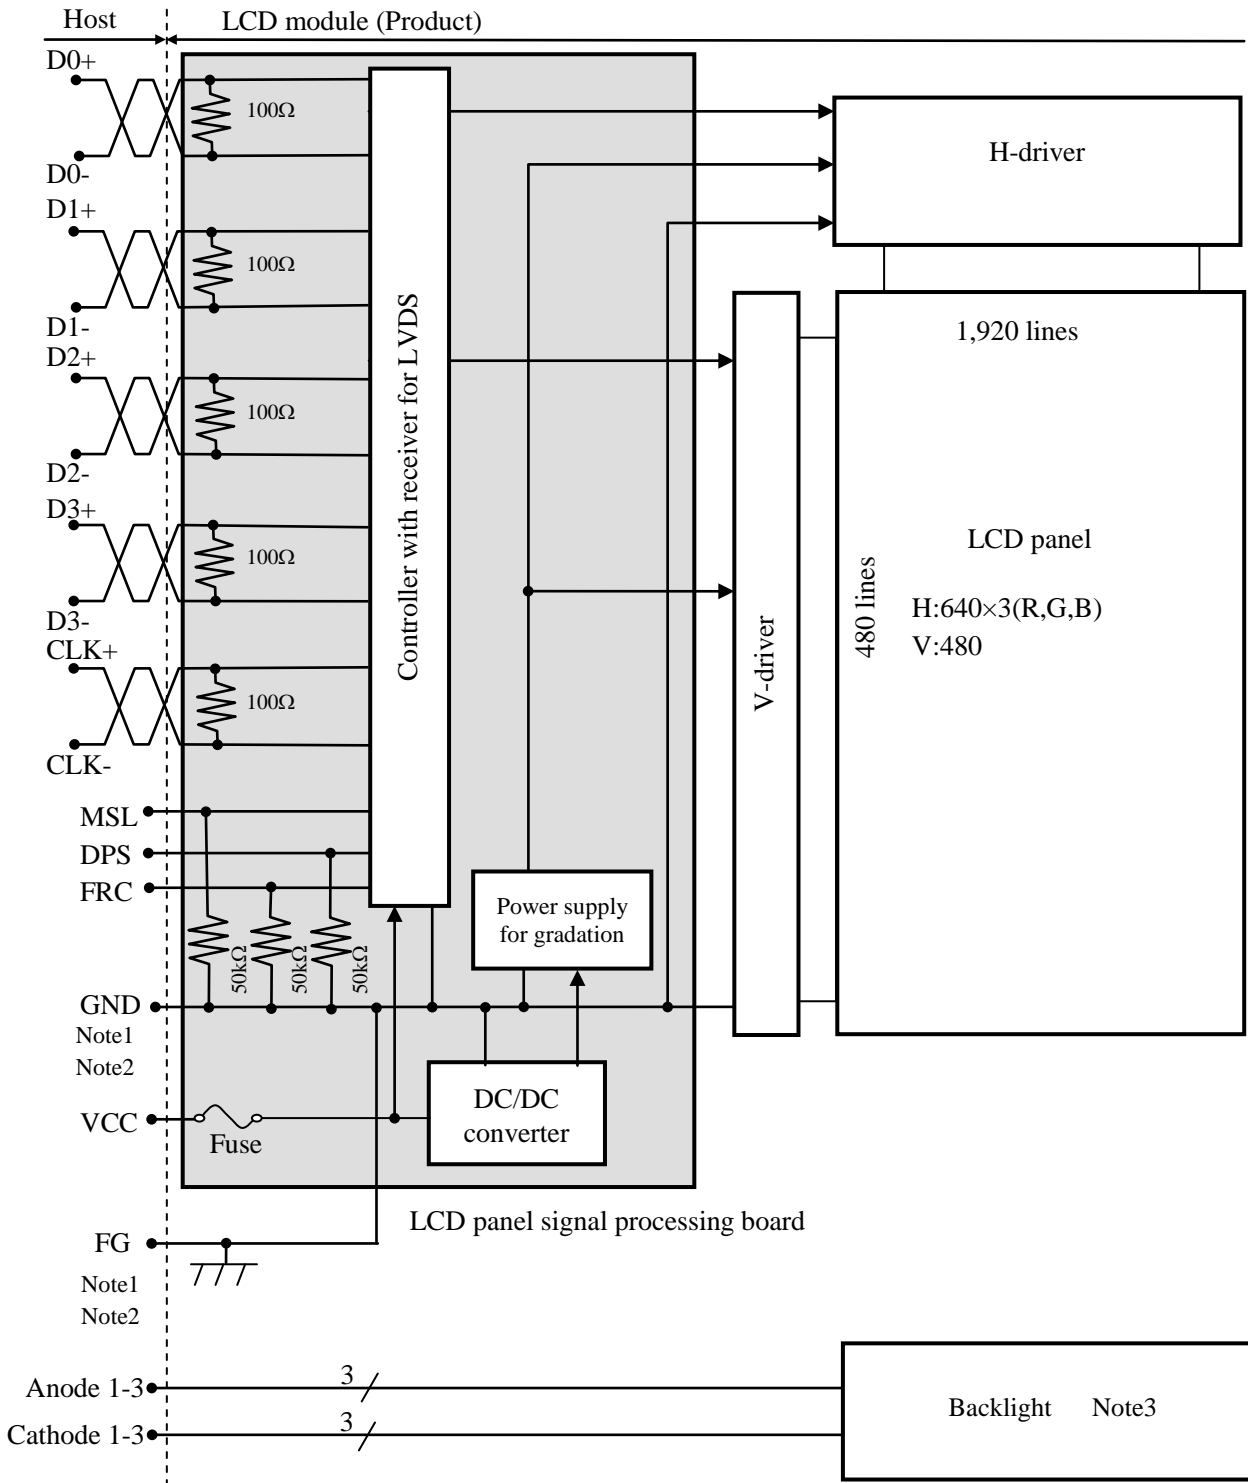 Host
LCD module (Product)
D0+
100Ω
D0-
H-driver
D1+
100Ω
D1-
1,920 lines
D2+
100Ω
D2-
Controller with receiver for LVDS
D3+
100Ω
D3-
LCD panel
H:640×3(R,G,B)
V:480
480 lines
V-driver
CLK+
100Ω
CLK-
MSL
DPS
FRC
50kΩ
50kΩ
50kΩ
Power supply
for gradation
GND
Note1
Note2
VCC
Fuse
DC/DC
converter
LCD panel signal processing board
FG
Note1
Note2
Anode 1-3
3
Cathode 1-3
3
Backlight Note3